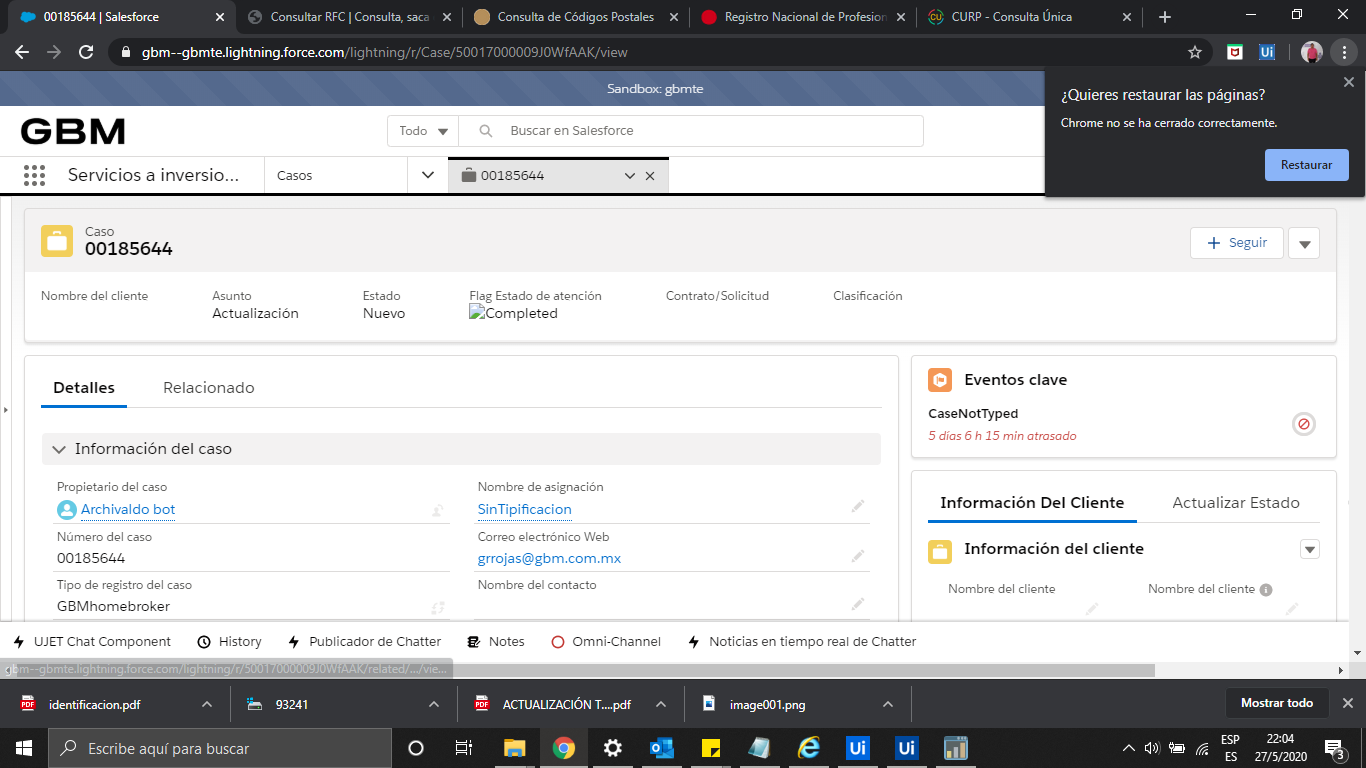 00185644 | Salesforce
Consultar RFC | Consulta, saca
Consulta de Códigos Postales
Registro Nacional de Profesion
CURP - Consulta Única
gbm--gbmte.lightning.force.com/lightning/r/Case/50017000009J0WfAAK/view
Ui
Sandbox: gbmte
¿Quieres restaurar las páginas?
Chrome no se ha cerrado correctamente.
Restaurar
GBM
Todo
Buscar en Salesforce
Servicios a inversio...
Casos
00185644
Caso
00185644
Seguir
Nombre del cliente
Asunto
Actualización
Estado
Nuevo
Flag Estado de atención
Completed
Contrato/Solicitud
Clasificación
Detalles
Relacionado
Información del caso
Propietario del caso
Archivaldo bot
Nombre de asignación
SinTipificacion
Número del caso
00185644
Correo electrónico Web
grrojas@gbm.com.mx
Tipo de registro del caso
GBMhomebroker
Nombre del contacto
Eventos clave
CaseNotTyped
5 días 6 h 15 min atrasado
Información Del Cliente
Actualizar Estado
Información del cliente
Nombre del cliente
Nombre del cliente
UJET Chat Component
History
Publicador de Chatter
Notes
Omni-Channel
Noticias en tiempo real de Chatter
gbm--gbmte.lightning.force.com/lightning/r/50017000009J0WfAAK/related/.../vie...
identificacion.pdf
93241
ACTUALIZACIÓN T....pdf
image001.png
Mostrar todo
Escribe aquí para buscar
Ui
Ui
ESP
ES
22:04
27/5/2020
3